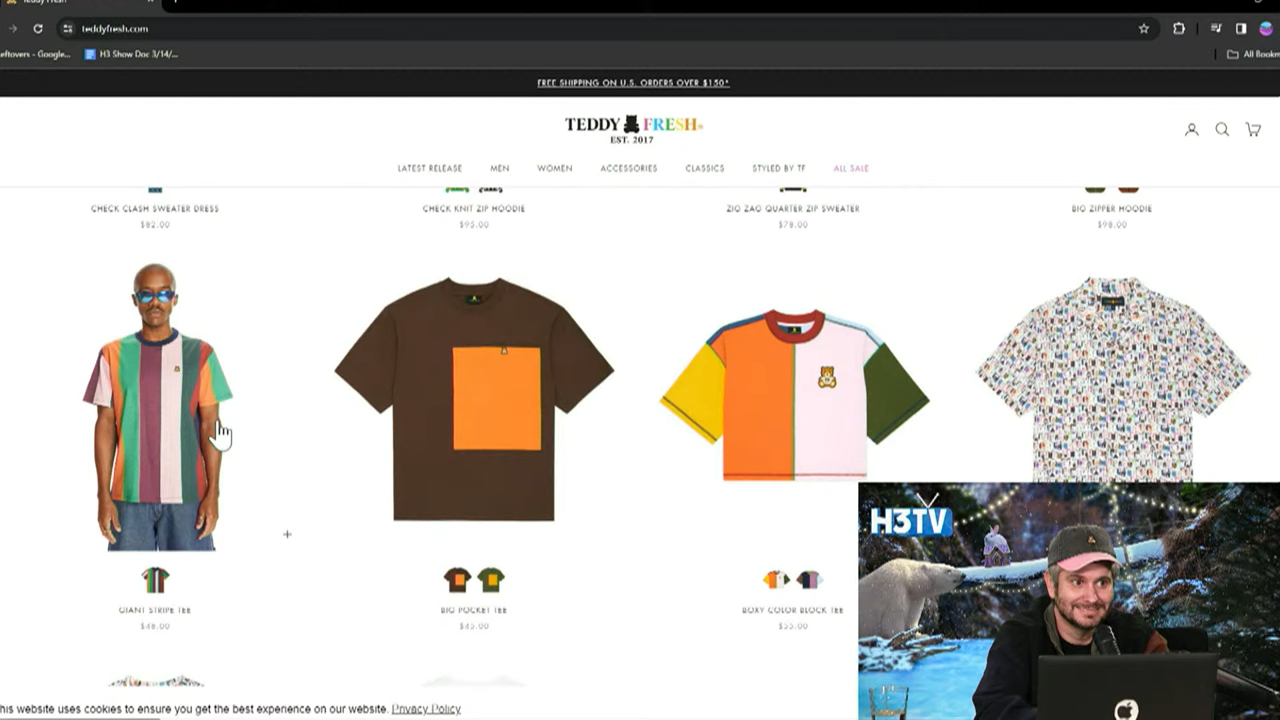 Teddy Fresh
teddyfresh.com
eftovers - Google...
H3 Show Doc 3/14/...
All Bookm
FREE SHIPPING ON U.S. ORDERS OVER $150*
TEDDY FRESH®
EST. 2017
LATEST RELEASE MEN WOMEN ACCESSORIES CLASSICS STYLED BY TF ALL SALE
CHECK CLASH SWEATER DRESS
$82.00
CHECK KNIT ZIP HOODIE
$95.00
ZIG ZAG QUARTER ZIP SWEATER
$78.00
BIG ZIPPER HOODIE
$98.00
GIANT STRIPE TEE
$48.00
BIG POCKET TEE
$45.00
BOXY COLOR BLOCK TEE
$55.00
H3TV
his website uses cookies to ensure you get the best experience on our website. Privacy Policy